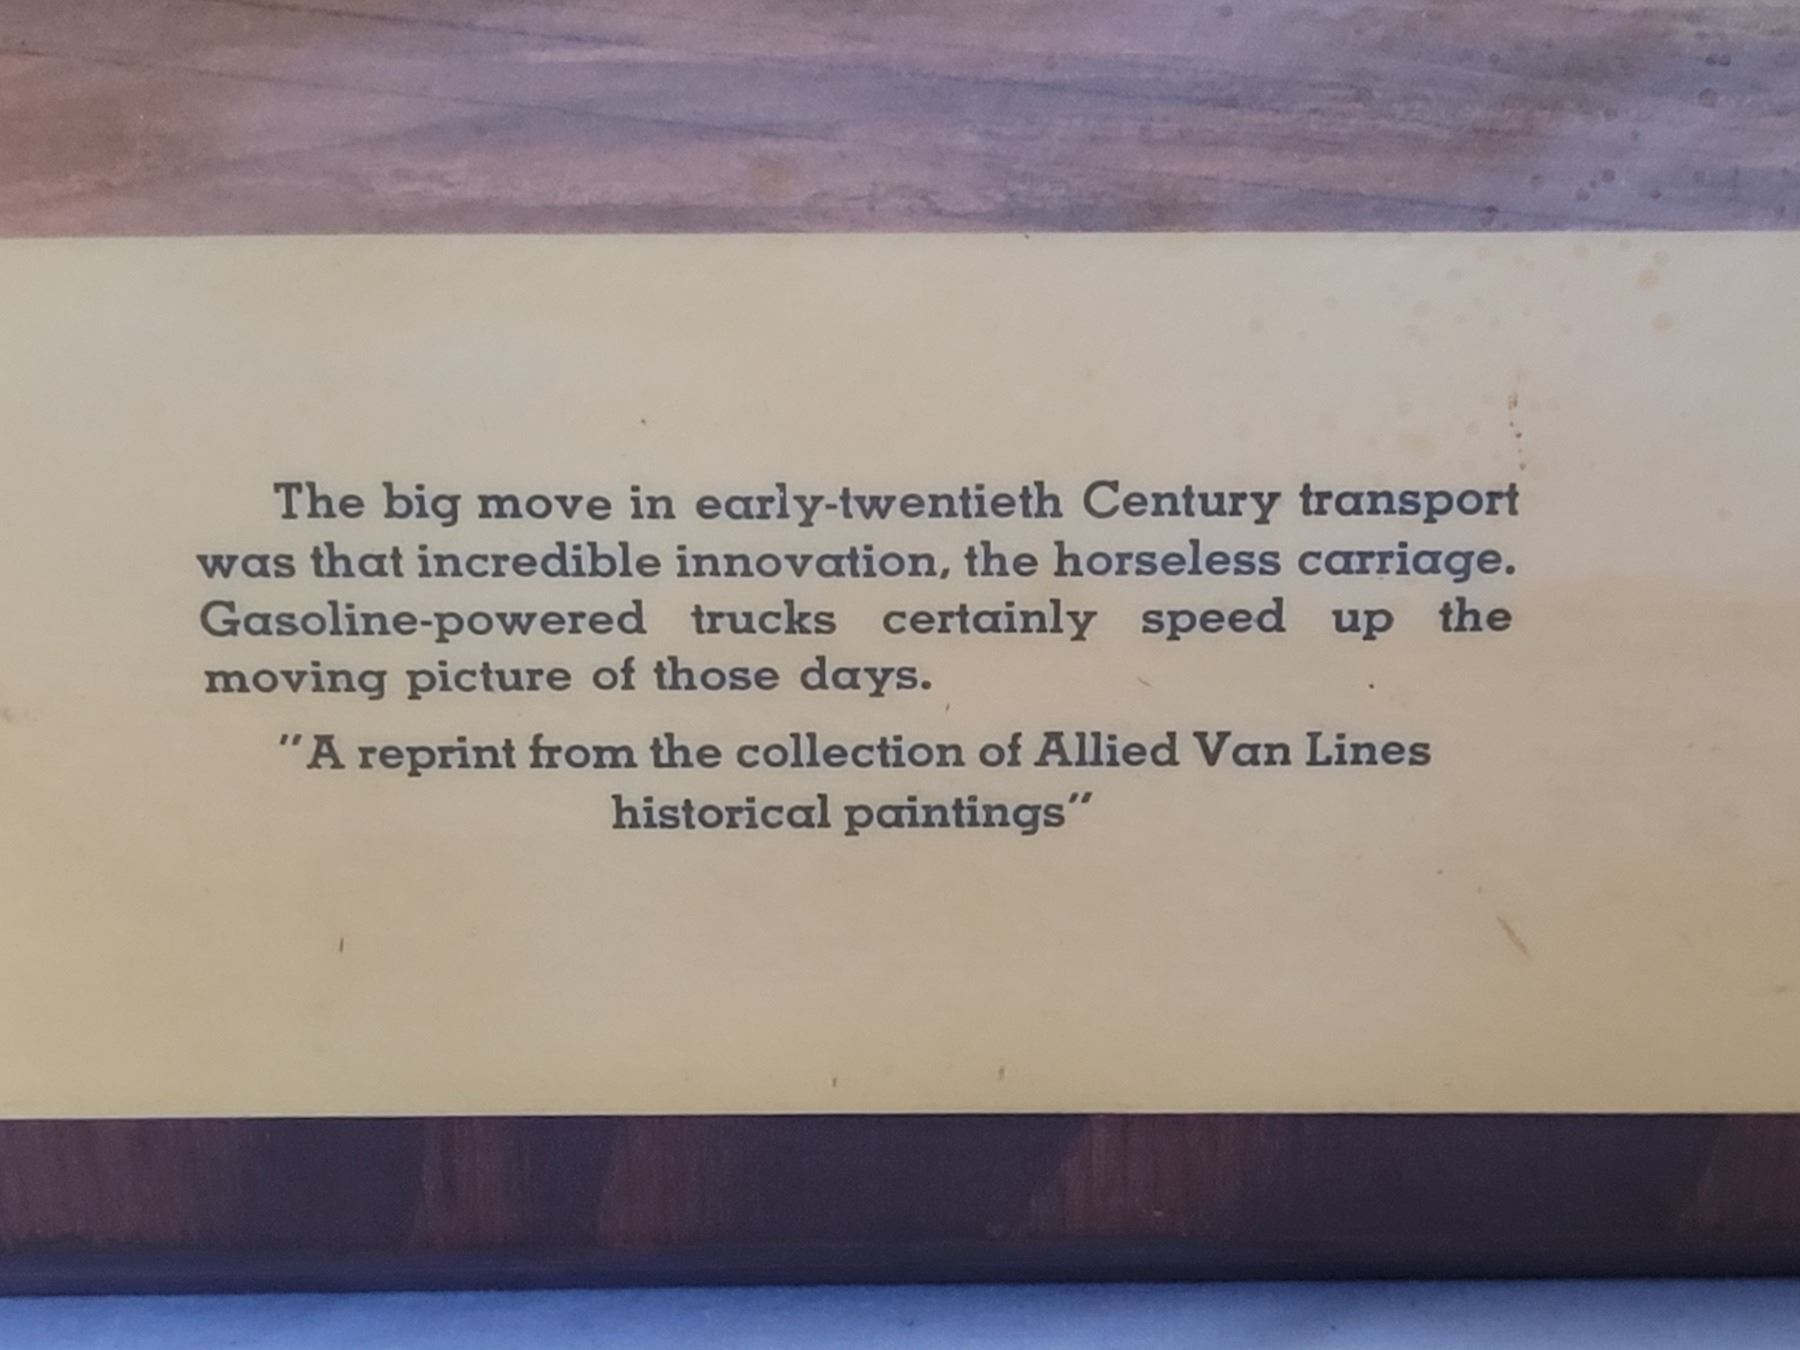 The big move in early-twentieth Century transport
was that incredible innovation, the horseless carriage.
Gasoline-powered trucks certainly speed up the
moving picture of those days.
"A reprint from the collection of Allied Van Lines
historical paintings"